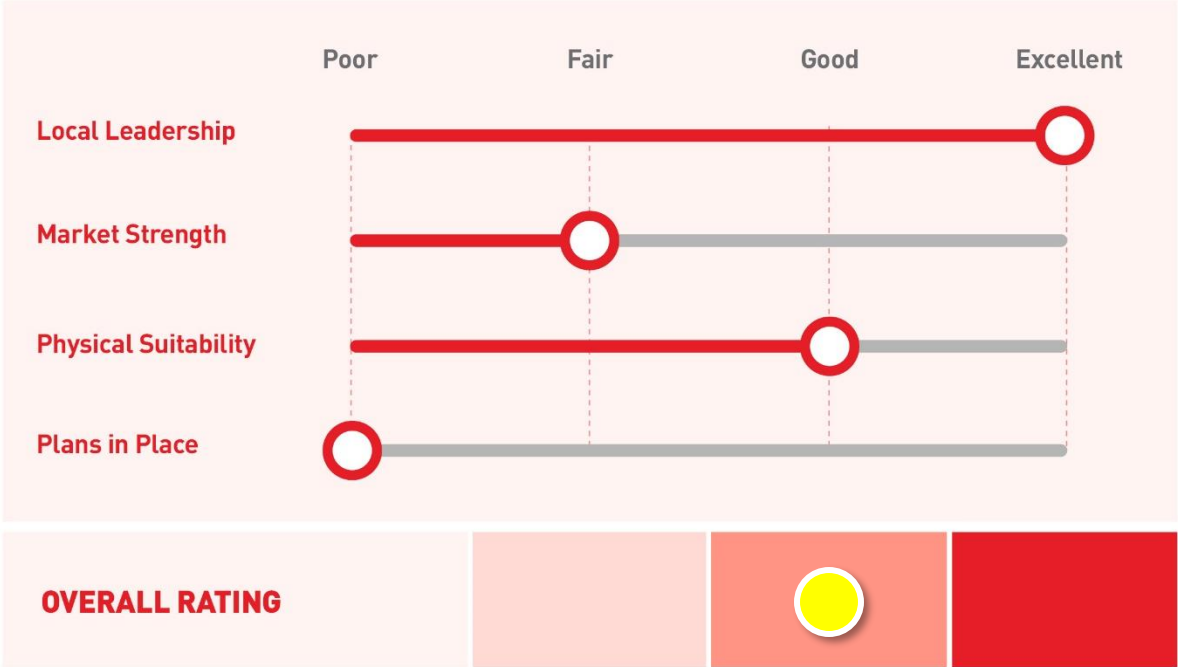 Poor Fair Good Excellent
Local Leadership
Market Strength
Physical Suitability
Plans in Place
OVERALL RATING